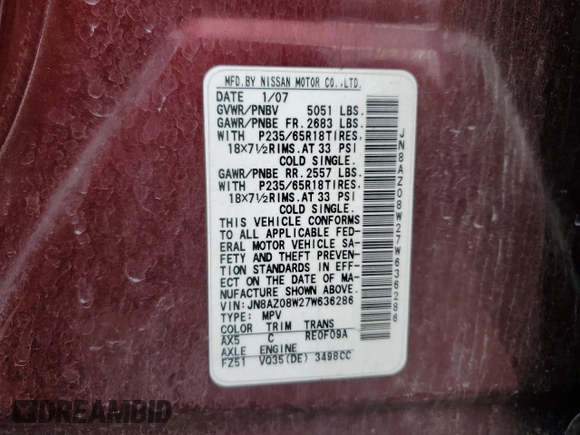 MFD. BY NISSAN MOTOR CO.,LTD.
DATE 1/07
GVWR/PNBV 5051 LBS.
GAWR/PNBE FR. 2683 LBS.
WITH P235/65R18TIRES.
18×7½RIMS.AT 33 PSI
COLD SINGLE.
GAWR/PNBE RR. 2557 LBS.
WITH P235/65R18TIRES.
18×7½RIMS.AT 33 PSI
COLD SINGLE.
THIS VEHICLE CONFORMS
TO ALL APPLICABLE FED-
ERAL MOTOR VEHICLE SA-
FETY AND THEFT PREVEN-
TION STANDARDS IN EFF-
ECT ON THE DATE OF MA-
NUFACTURE SHOWN ABOVE.
VIN:JN8AZ08W27W636286
TYPE: MPV
COLOR TRIM TRANS
AX5 C RE0F09A
AXLE ENGINE
FZ51 VQ35(DE) 3498CC
JN8AZ08W27W636286
DREAMBID